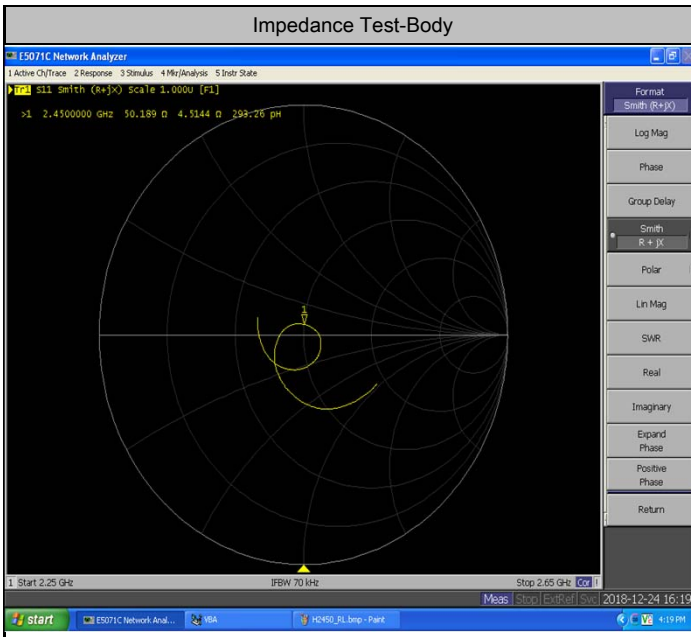 Impedance Test-Body
E5071C Network Analyzer
1 Active Ch/Trace 2 Response 3 Stimulus 4 Mkr/Analysis 5 Instr State
Tr1 S11 Smith (R+jX) Scale 1.000U [F1]
>1 2.4500000 GHz 50.189 Ω 4.5144 Ω 293.26 pH
1
Format
Smith (R+jX)
Log Mag
Phase
Group Delay
Smith
R + jX
Polar
Lin Mag
SWR
Real
Imaginary
Expand
Phase
Positive
Phase
Return
1 Start 2.25 GHz IFBW 70 kHz Stop 2.65 GHz Cor !
Meas Stop ExtRef Svc 2018-12-24 16:19
start E5071C Network Anal... VBA H2450_RL.bmp - Paint 4:19 PM